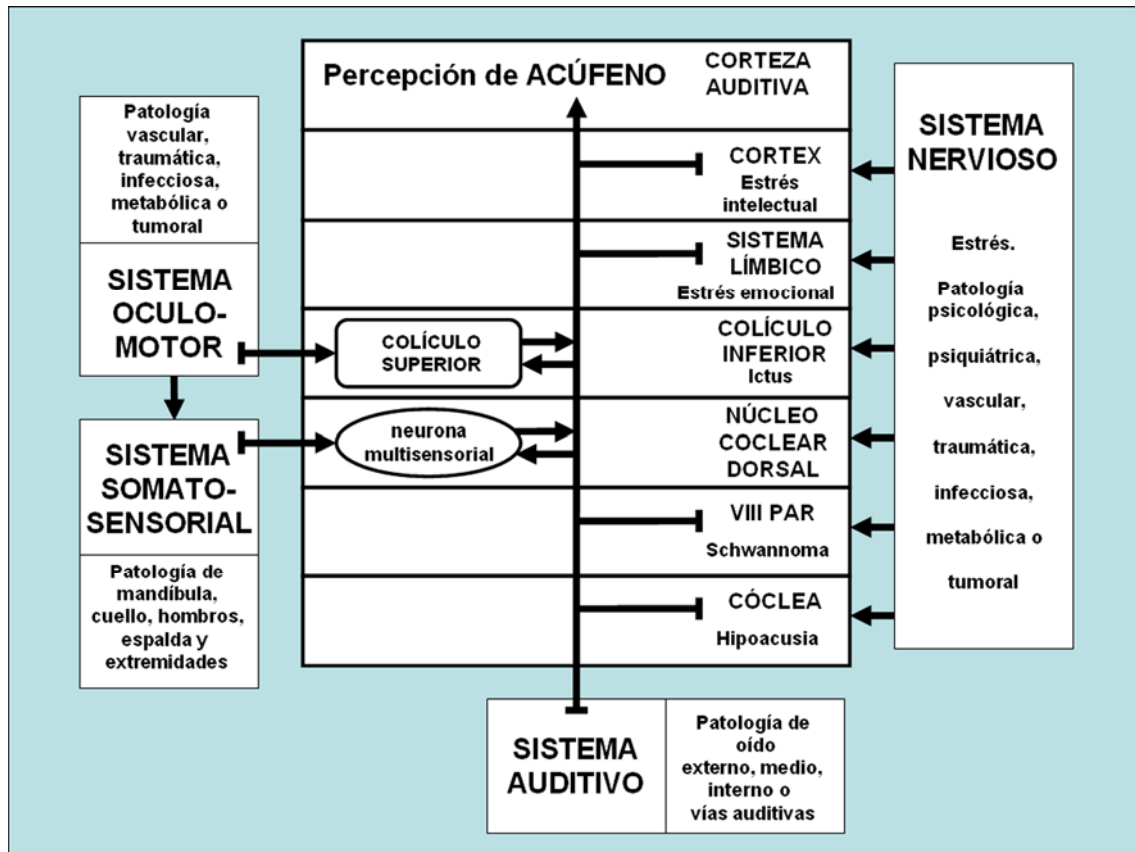 Percepción de ACÚFENO
CORTEZA
AUDITIVA
Patología
vascular,
traumática,
infecciosa,
metabólica o
tumoral
SISTEMA
OCULO-
MOTOR
SISTEMA
SOMATO-
SENSORIAL
Patología de
mandíbula,
cuello, hombros,
espalda y
extremidades
CORTEX
Estrés
intelectual
SISTEMA
LÍMBICO
Estrés emocional
COLÍCULO
SUPERIOR
COLÍCULO
INFERIOR
Ictus
neurona
multisensorial
NÚCLEO
COCLEAR
DORSAL
VIII PAR
Schwannoma
CÓCLEA
Hipoacusia
SISTEMA
NERVIOSO
Estrés.
Patología
psicológica,
psiquiátrica,
vascular,
traumática,
infecciosa,
metabólica o
tumoral
SISTEMA
AUDITIVO
Patología de
oído
externo, medio,
interno o
vías auditivas